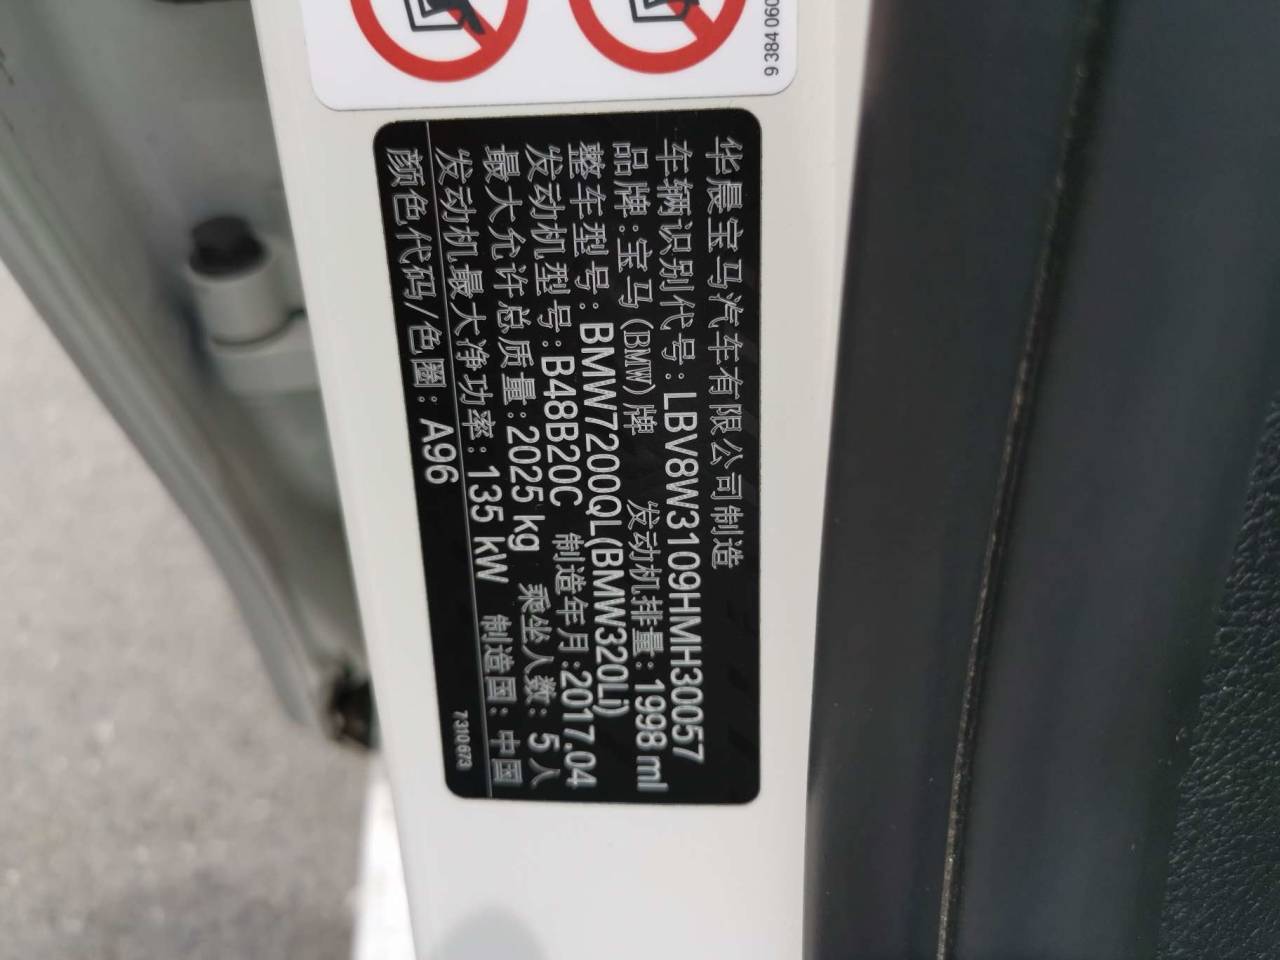 9 384 060
华晨宝马汽车有限公司制造
车辆识别代号: LBV8W3109HMH30057
品牌: 宝马(BMW)牌 发动机排量: 1998 ml
整车型号: BMW7200QL(BMW320Li)
发动机型号: B48B20C 制造年月: 2017.04
最大允许总质量: 2025 kg 乘坐人数: 5 人
发动机最大净功率: 135 kW 制造国: 中国
颜色代码/色圈: A96
7310673